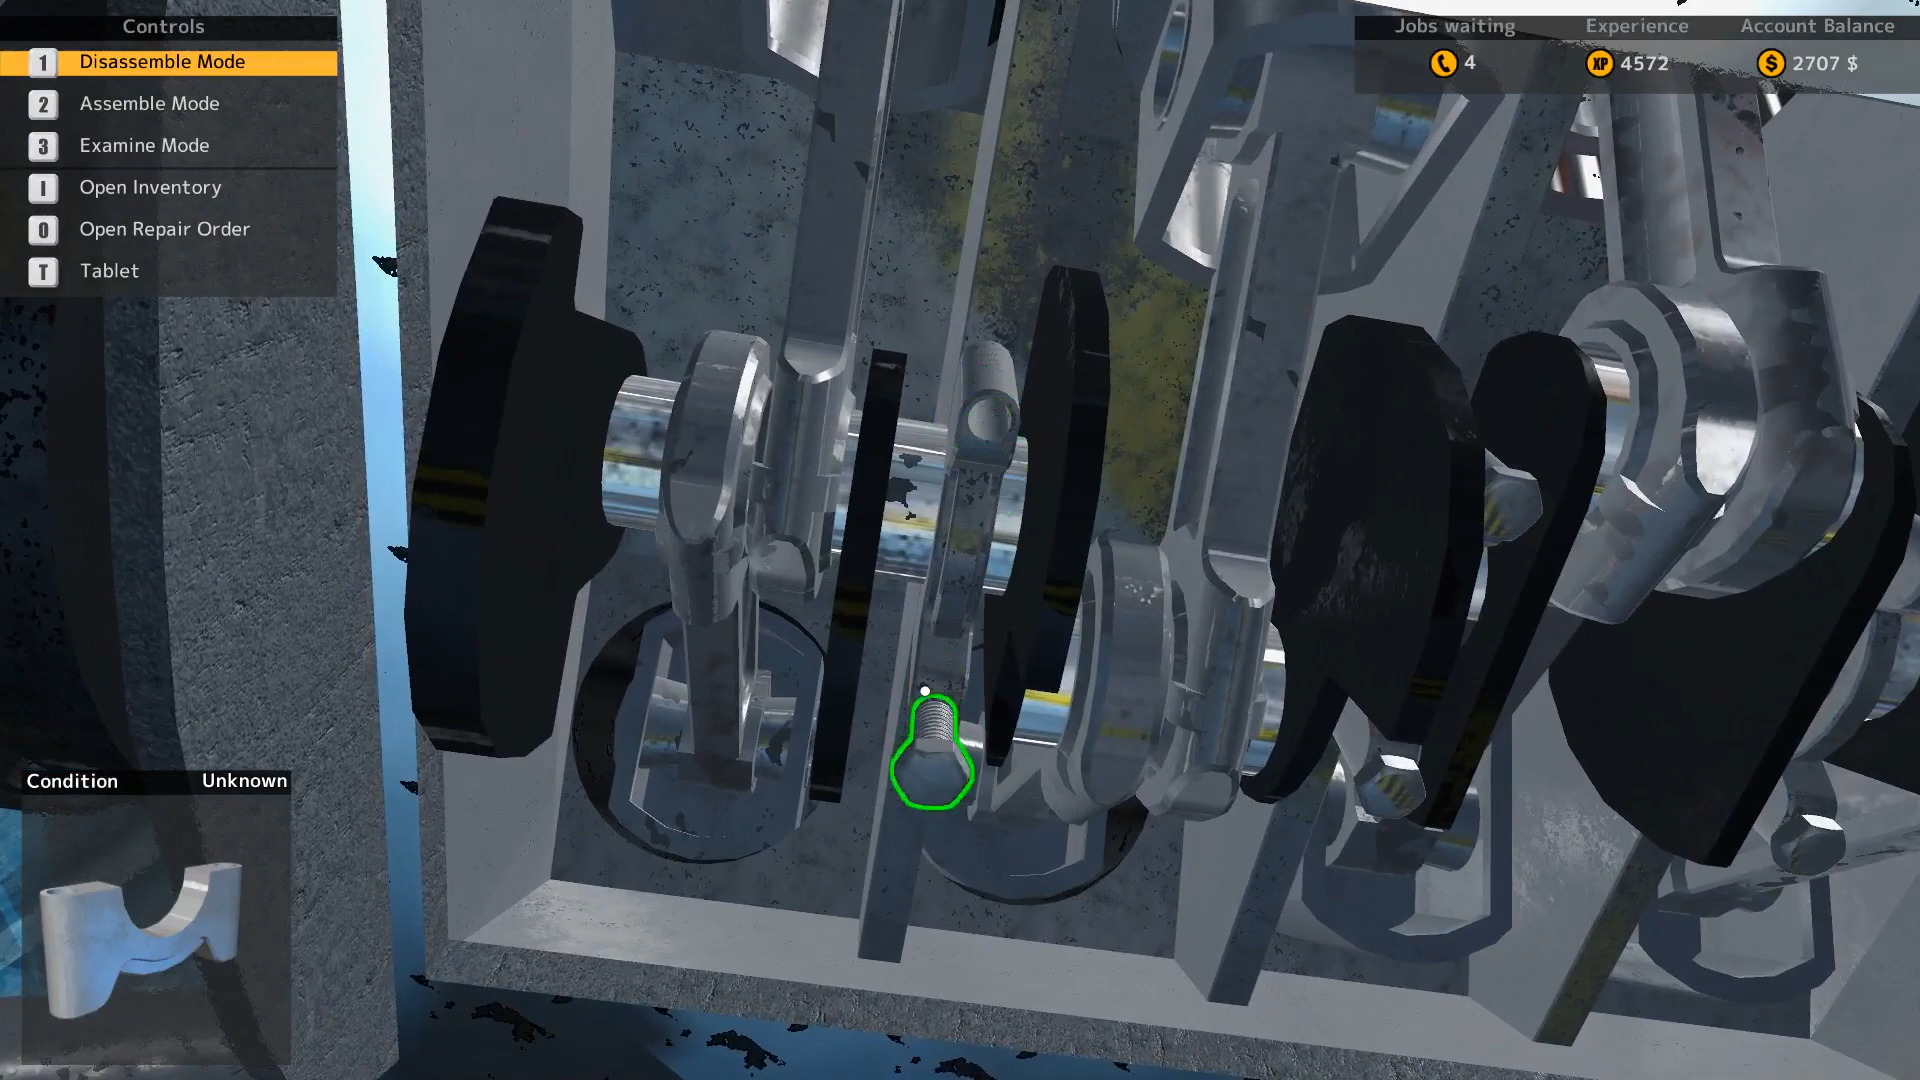 Controls
1 Disassemble Mode
2 Assemble Mode
3 Examine Mode
I Open Inventory
O Open Repair Order
T Tablet
Jobs waiting Experience Account Balance
4 XP 4572 $ 2707 $
Condition Unknown